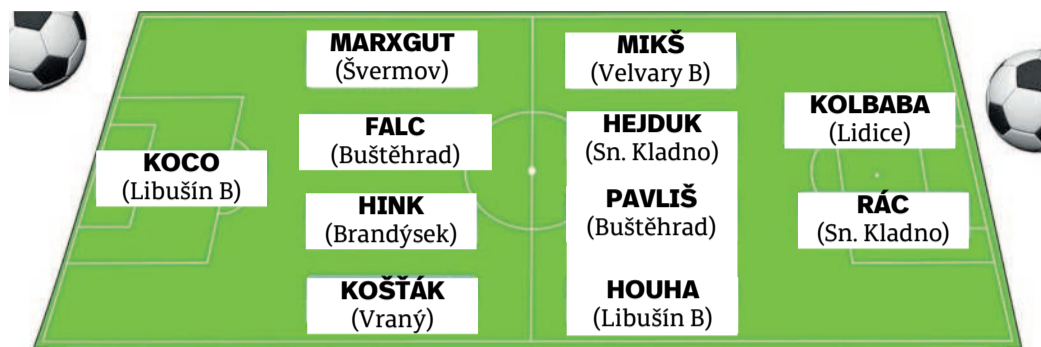 KOCO
(Libušín B)
MARXGUT
(Švermov)
FALC
(Buštěhrad)
HINK
(Brandýsek)
KOŠŤÁK
(Vraný)
MIKŠ
(Velvary B)
HEJDUK
(Sn. Kladno)
PAVLIŠ
(Buštěhrad)
HOUHA
(Libušín B)
KOLBABA
(Lidice)
RÁC
(Sn. Kladno)